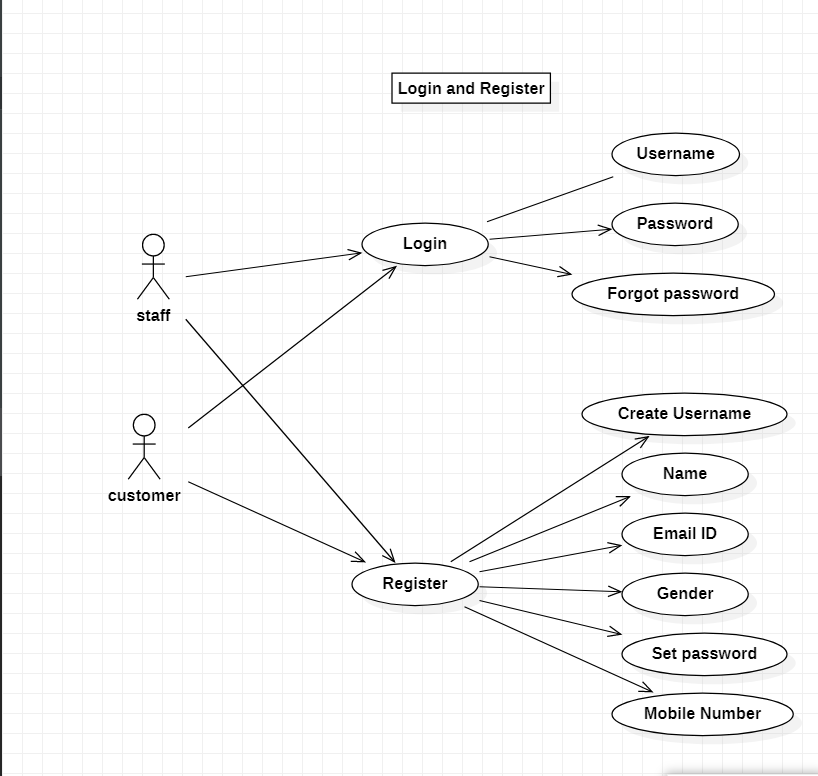 Login and Register
Username
Password
Login
Forgot password
staff
Create Username
Name
customer
Email ID
Register
Gender
Set password
Mobile Number